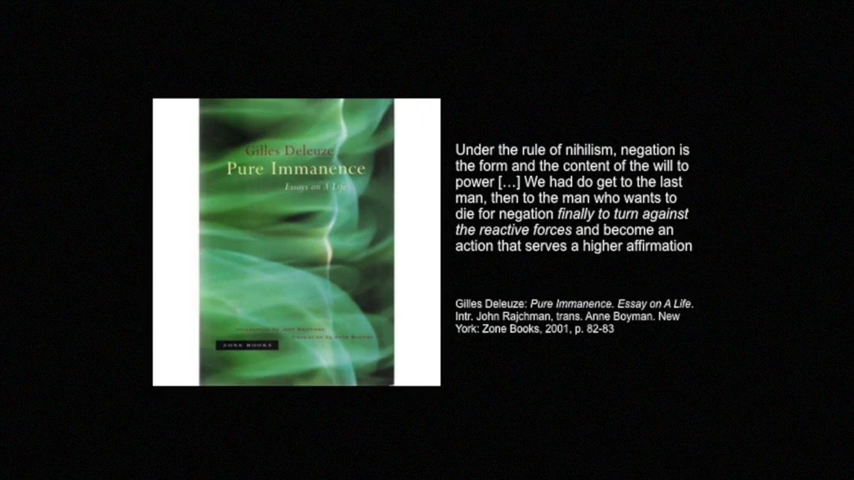 Gilles Deleuze
Pure Immanence
Essays on A Life
ZONE BOOKS
Under the rule of nihilism, negation is
the form and the content of the will to
power [...] We had do get to the last
man, then to the man who wants to
die for negation finally to turn against
the reactive forces and become an
action that serves a higher affirmation
Gilles Deleuze: Pure Immanence. Essay on A Life.
Intr. John Rajchman, trans. Anne Boyman. New
York: Zone Books, 2001, p. 82-83